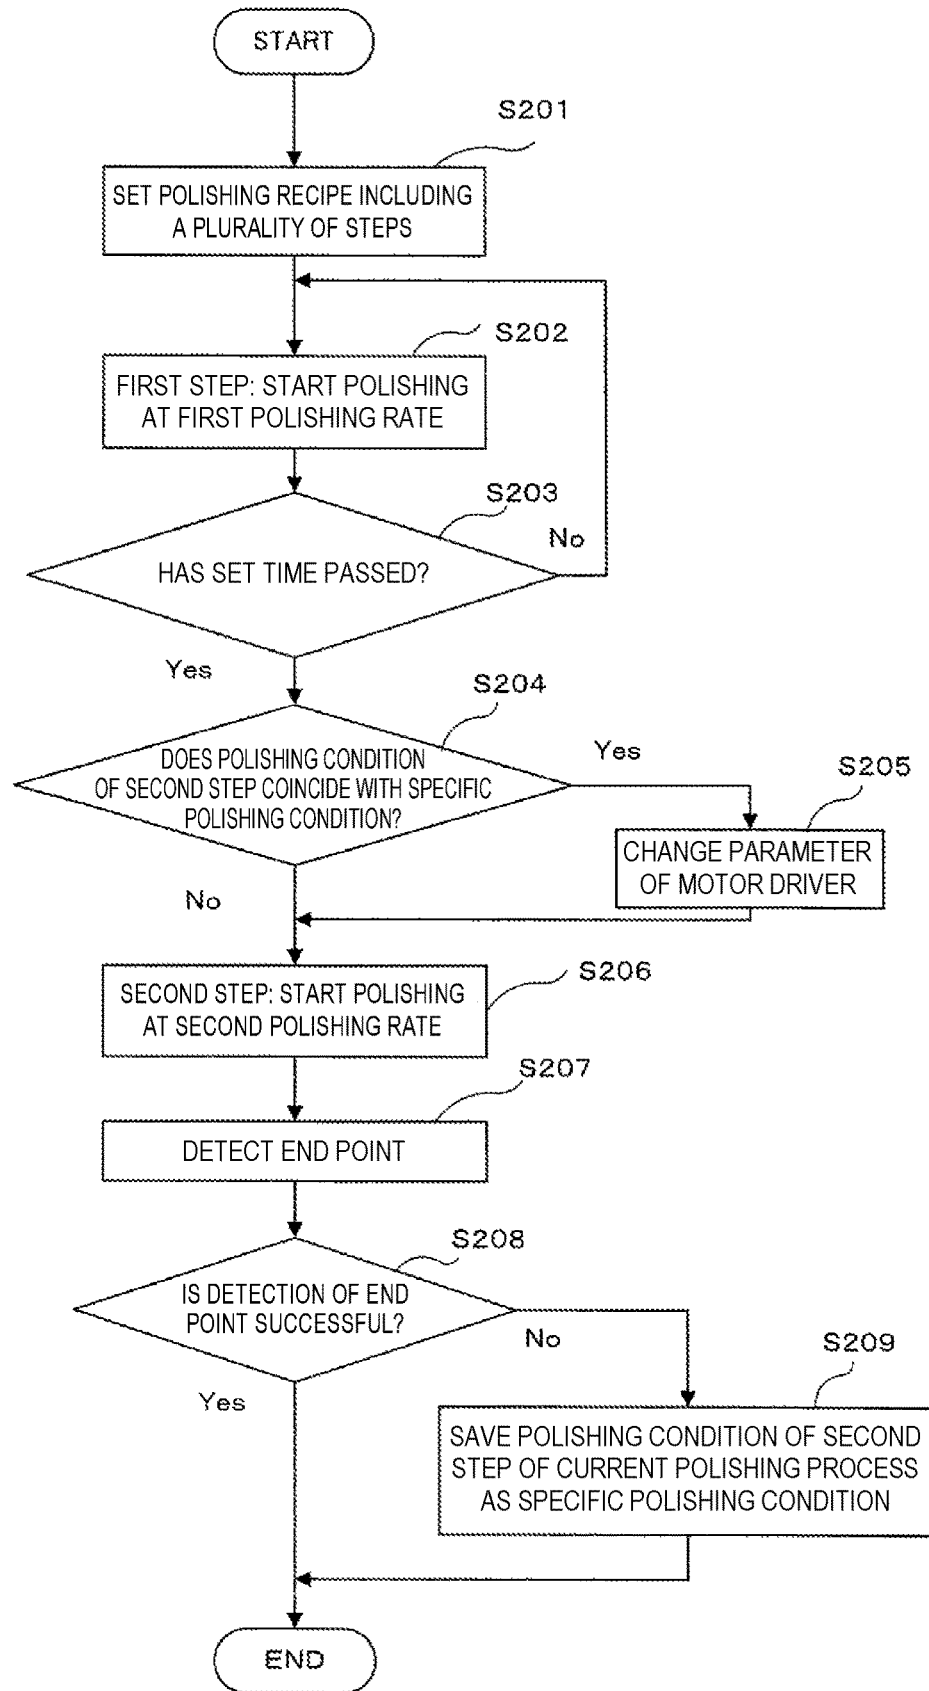 START
S201
SET POLISHING RECIPE INCLUDING
A PLURALITY OF STEPS
S202
FIRST STEP: START POLISHING
AT FIRST POLISHING RATE
S203
No
HAS SET TIME PASSED?
Yes
S204
DOES POLISHING CONDITION
OF SECOND STEP COINCIDE WITH SPECIFIC
POLISHING CONDITION?
Yes
S205
CHANGE PARAMETER
OF MOTOR DRIVER
No
S206
SECOND STEP: START POLISHING
AT SECOND POLISHING RATE
S207
DETECT END POINT
S208
IS DETECTION OF END
POINT SUCCESSFUL?
No
Yes
S209
SAVE POLISHING CONDITION OF SECOND
STEP OF CURRENT POLISHING PROCESS
AS SPECIFIC POLISHING CONDITION
END